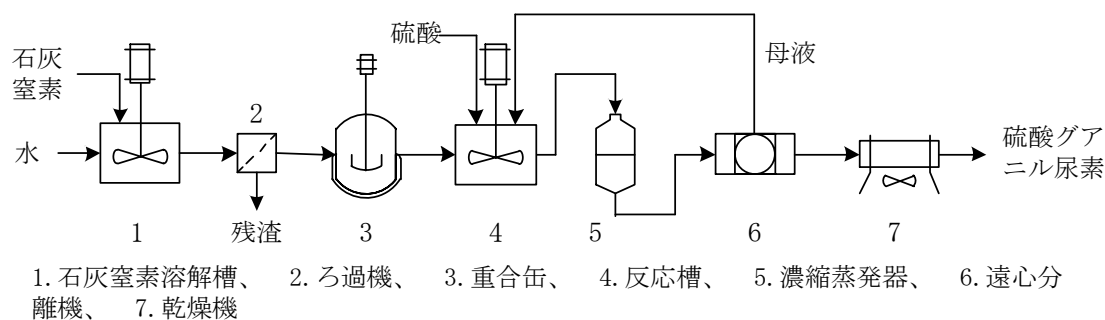 石灰
窒素
水
2
硫酸
母液
硫酸グア
ニル尿素
1
残渣
3
4
5
6
7
1.石灰窒素溶解槽、 2.ろ過機、 3.重合缶、 4.反応槽、 5.濃縮蒸発器、 6.遠心分
離機、 7.乾燥機